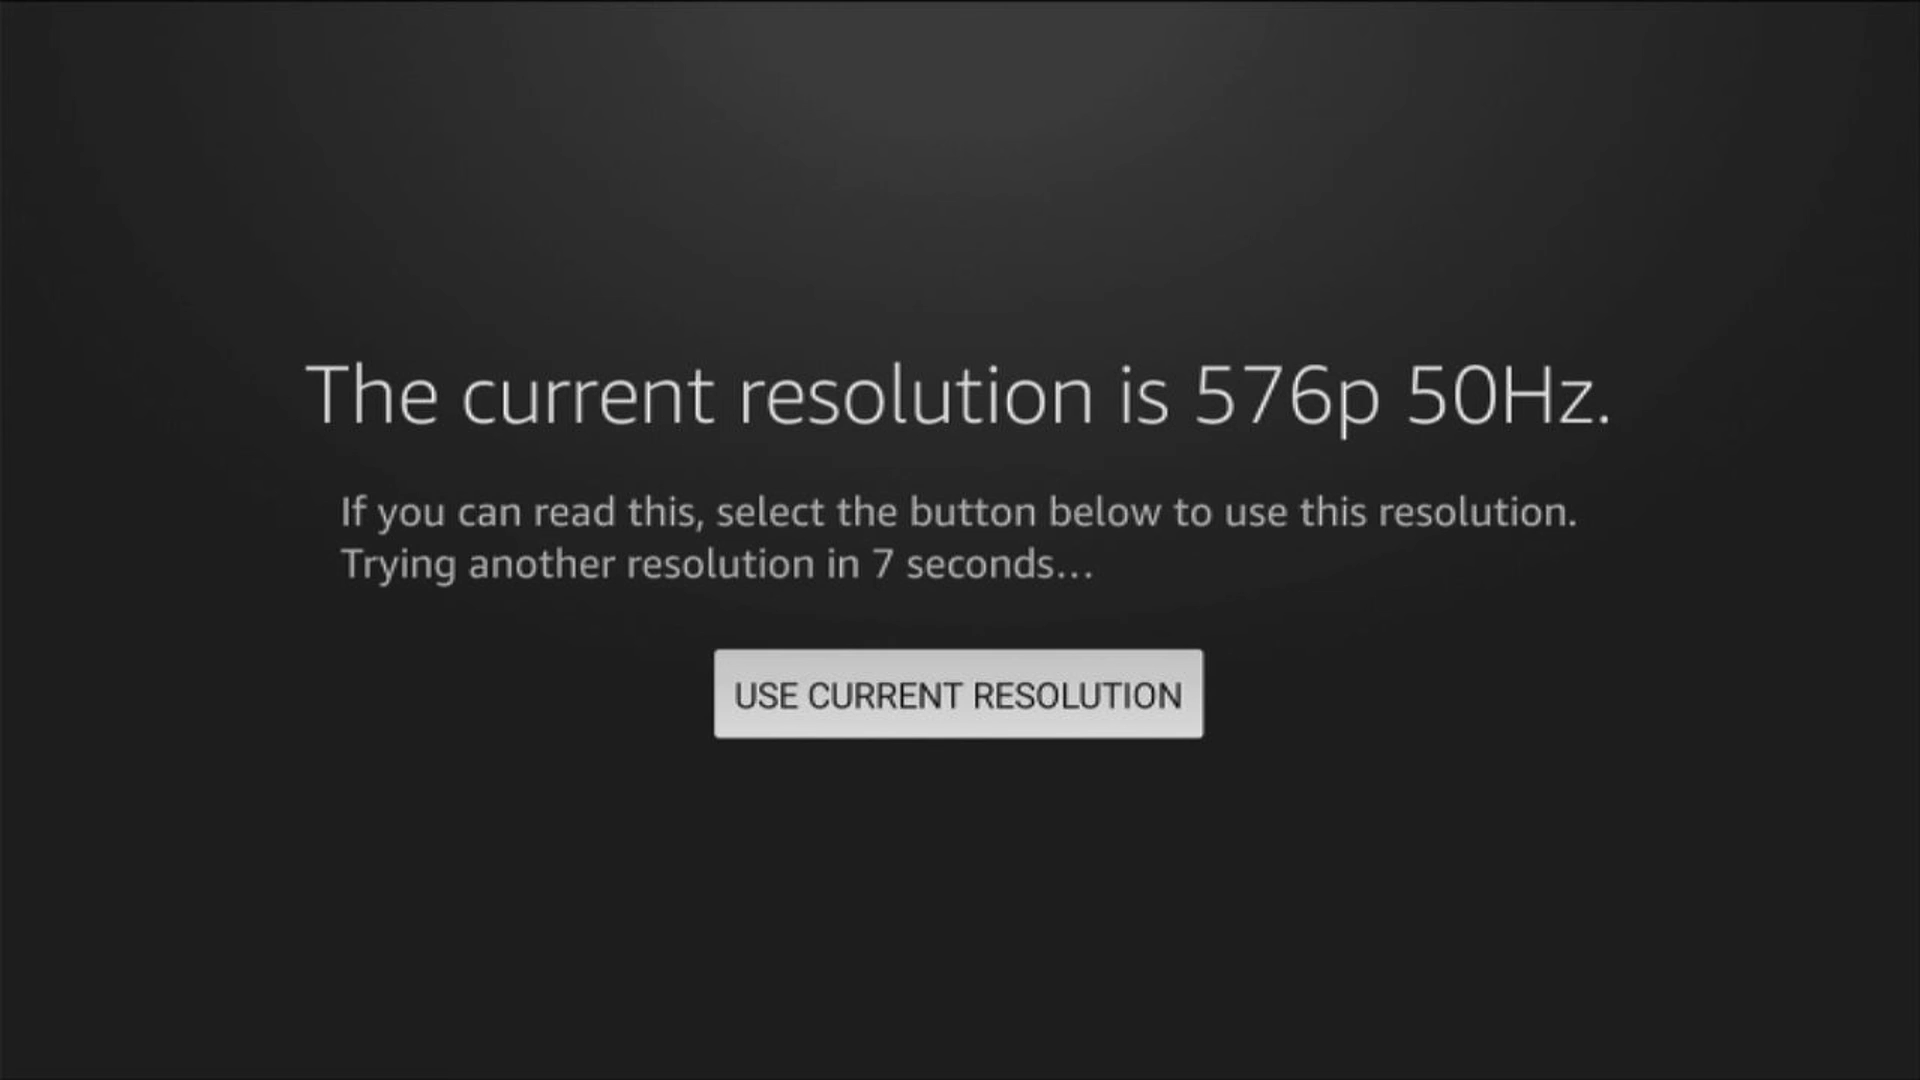 The current resolution is 576p 50Hz.
If you can read this, select the button below to use this resolution.
Trying another resolution in 7 seconds...
USE CURRENT RESOLUTION